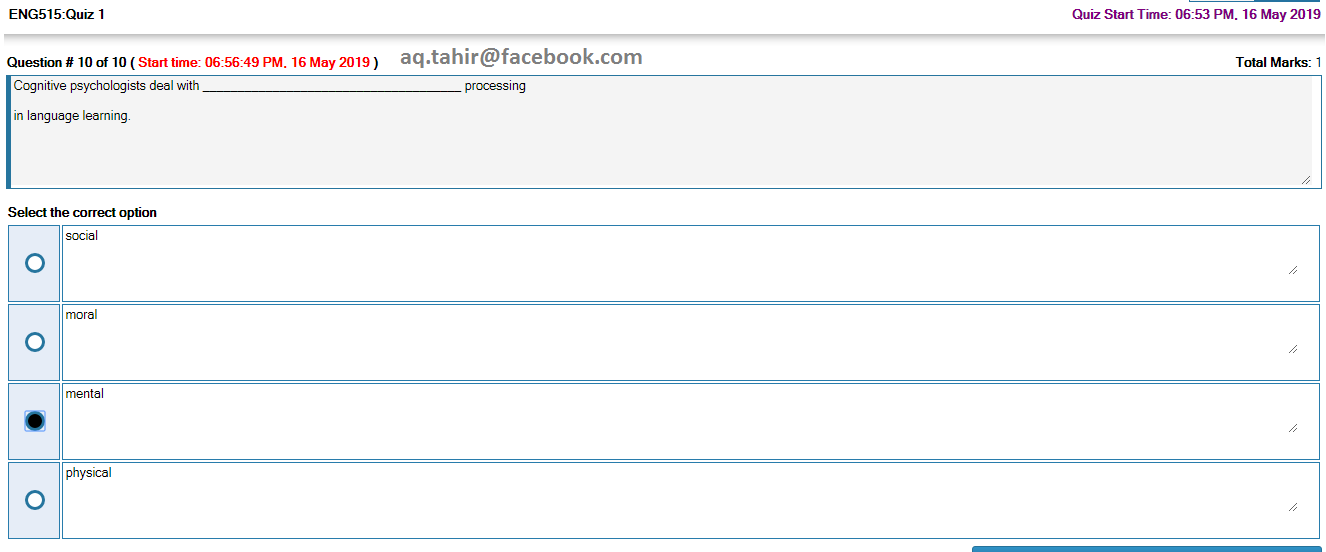 ENG515:Quiz 1
Quiz Start Time: 06:53 PM, 16 May 2019
Question # 10 of 10 ( Start time: 06:56:49 PM, 16 May 2019 )
aq.tahir@facebook.com
Total Marks: 1
Cognitive psychologists deal with _____________________________________ processing
in language learning.
Select the correct option
social
moral
mental
physical